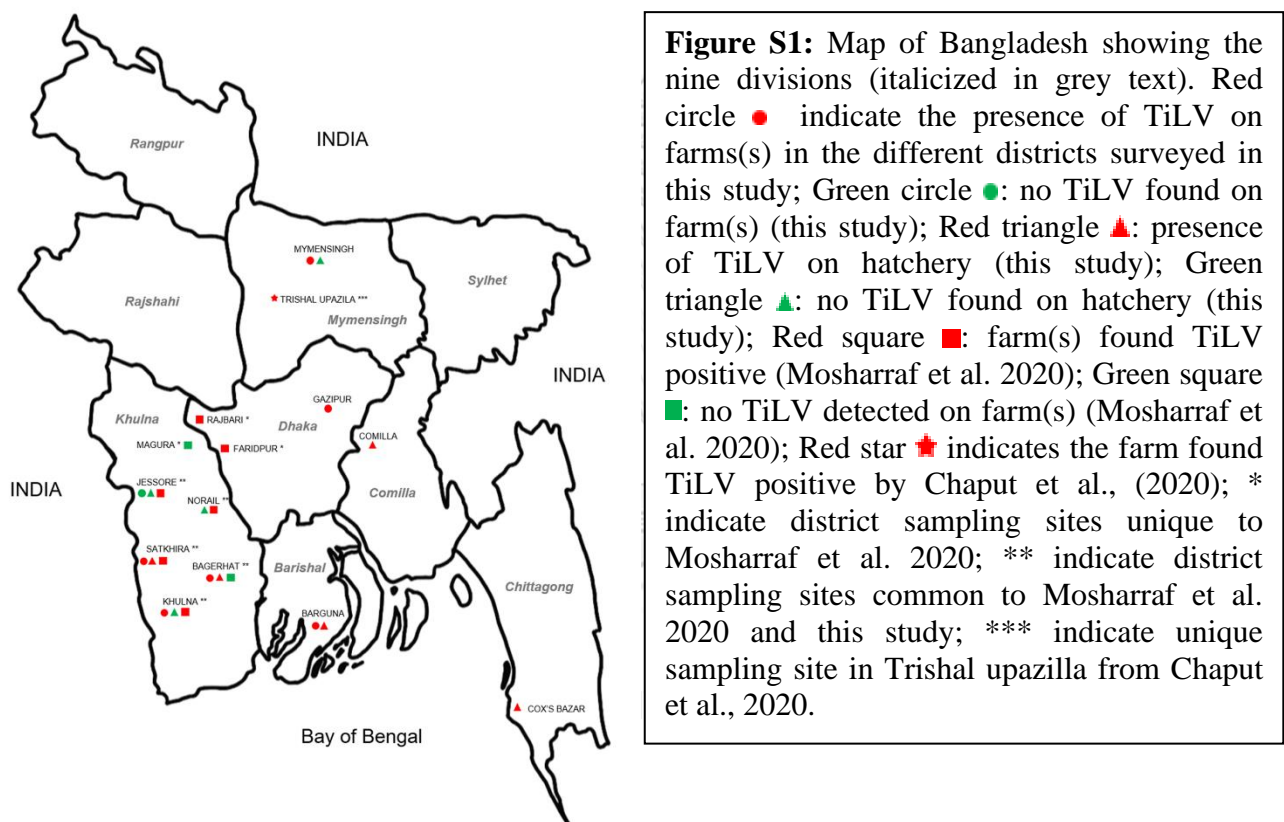 INDIA
Rangpur
MYMENSINGH
Rajshahi
TRISHAL UPAZILA ***
Mymensingh
Sylhet
INDIA
GAZIPUR
Khulna
RAJBARI *
Dhaka
MAGURA *
FARIDPUR *
COMILLA
INDIA
JESSORE **
NORAIL **
Comilla
SATKHIRA **
BAGERHAT **
Barishal
Chittagong
KHULNA **
BARGUNA
COX'S BAZAR
Bay of Bengal
Figure S1: Map of Bangladesh showing the
nine divisions (italicized in grey text). Red
circle indicate the presence of TiLV on
farms(s) in the different districts surveyed in
this study; Green circle : no TiLV found on
farm(s) (this study); Red triangle : presence
of TiLV on hatchery (this study); Green
triangle : no TiLV found on hatchery (this
study); Red square : farm(s) found TiLV
positive (Mosharraf et al. 2020); Green square
: no TiLV detected on farm(s) (Mosharraf et
al. 2020); Red star indicates the farm found
TiLV positive by Chaput et al., (2020); *
indicate district sampling sites unique to
Mosharraf et al. 2020; ** indicate district
sampling sites common to Mosharraf et al.
2020 and this study; *** indicate unique
sampling site in Trishal upazilla from Chaput
et al., 2020.